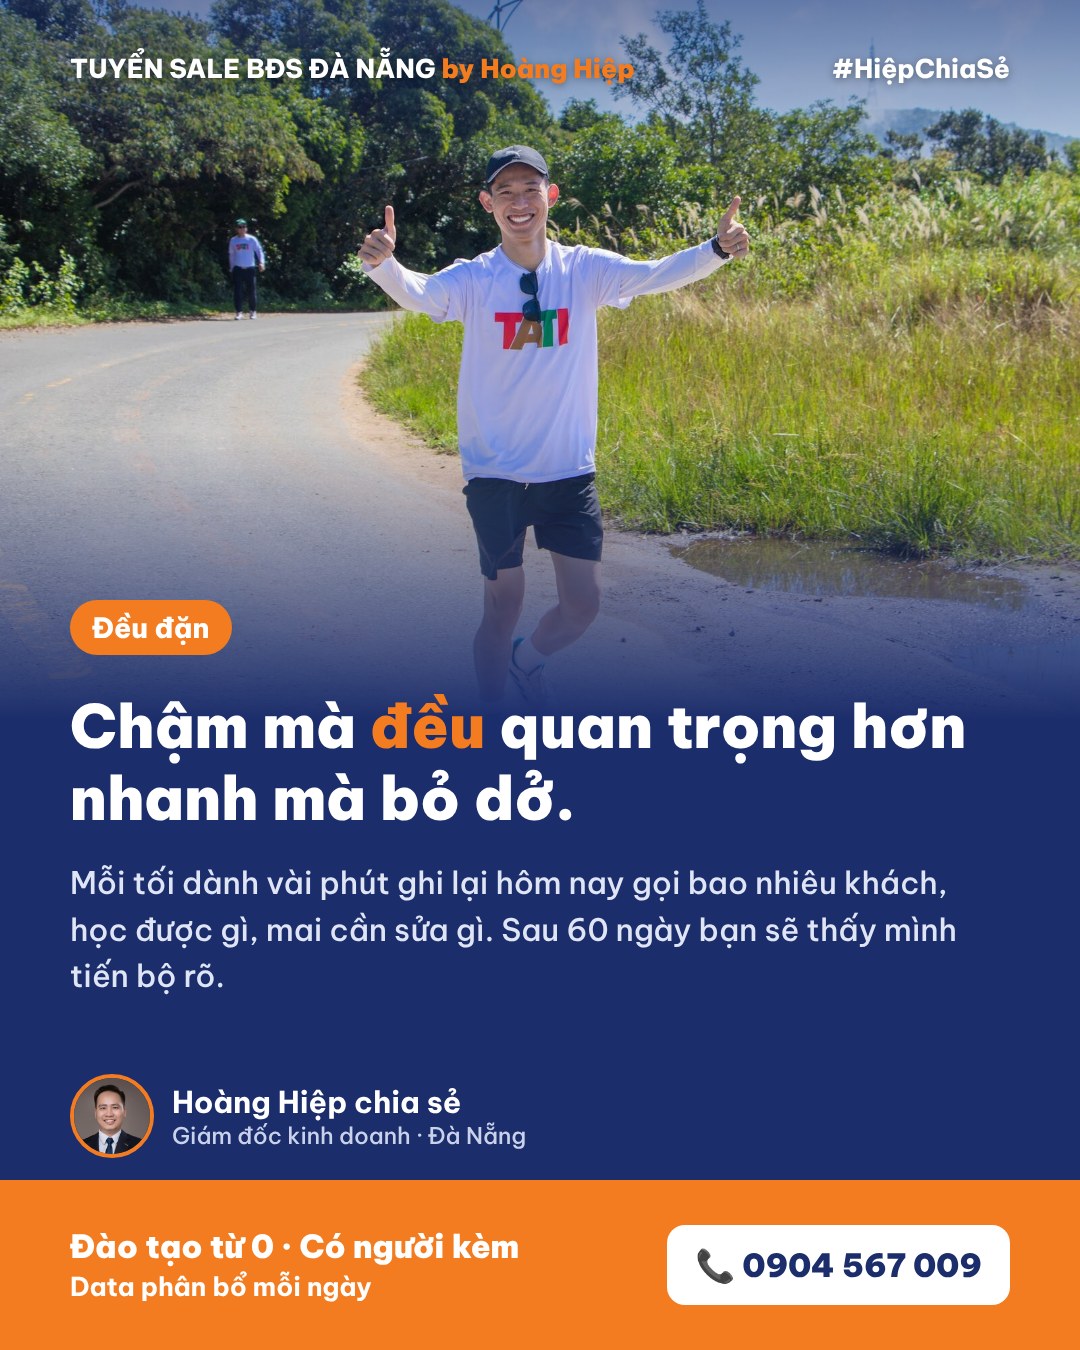 TUYỂN SALE BĐS ĐÀ NẴNG by Hoàng Hiệp
#HiệpChiaSẻ
TATI
TATI
Đều đặn
Chậm mà đều quan trọng hơn
nhanh mà bỏ dở.
Mỗi tối dành vài phút ghi lại hôm nay gọi bao nhiêu khách,
học được gì, mai cần sửa gì. Sau 60 ngày bạn sẽ thấy mình
tiến bộ rõ.
Hoàng Hiệp chia sẻ
Giám đốc kinh doanh · Đà Nẵng
Đào tạo từ 0 · Có người kèm
Data phân bổ mỗi ngày
0904 567 009